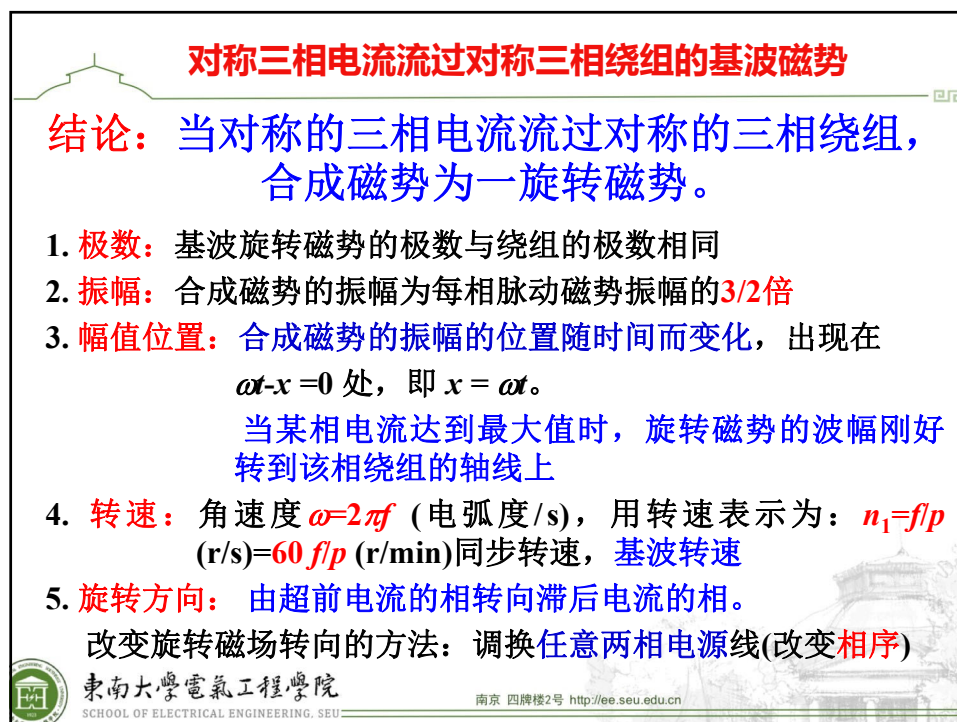 对称三相电流流过对称三相绕组的基波磁势
结论：当对称的三相电流流过对称的三相绕组，
合成磁势为一旋转磁势。
1. 极数：基波旋转磁势的极数与绕组的极数相同
2. 振幅：合成磁势的振幅为每相脉动磁势振幅的3/2倍
3. 幅值位置：合成磁势的振幅的位置随时间而变化，出现在
ωt-x =0 处，即 x = ωt。
当某相电流达到最大值时，旋转磁势的波幅刚好
转到该相绕组的轴线上
4. 转速：角速度ω=2πf (电弧度/s)，用转速表示为：n₁=f/p
(r/s)=60 f/p (r/min)同步转速，基波转速
5. 旋转方向： 由超前电流的相转向滞后电流的相。
改变旋转磁场转向的方法：调换任意两相电源线(改变相序)
東南大學電氣工程學院
SCHOOL OF ELECTRICAL ENGINEERING, SEU
南京 四牌楼2号 http://ee.seu.edu.cn